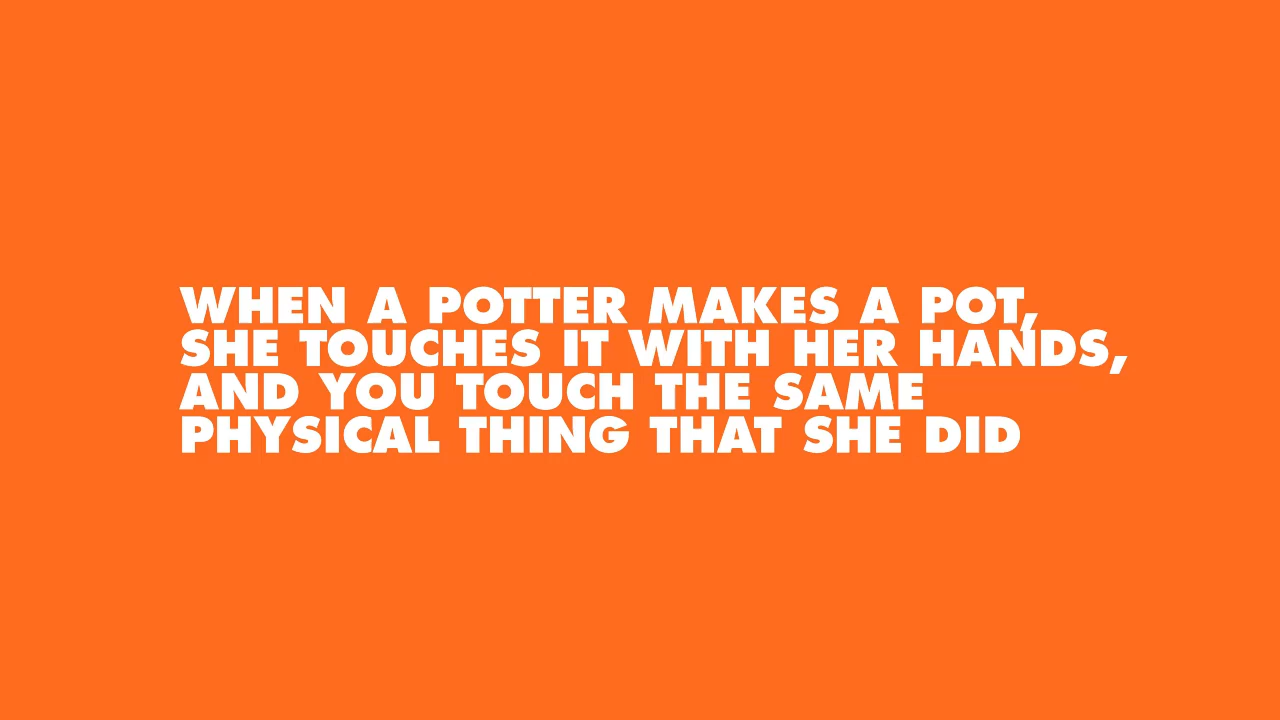 WHEN A POTTER MAKES A POT,
SHE TOUCHES IT WITH HER HANDS,
AND YOU TOUCH THE SAME
PHYSICAL THING THAT SHE DID